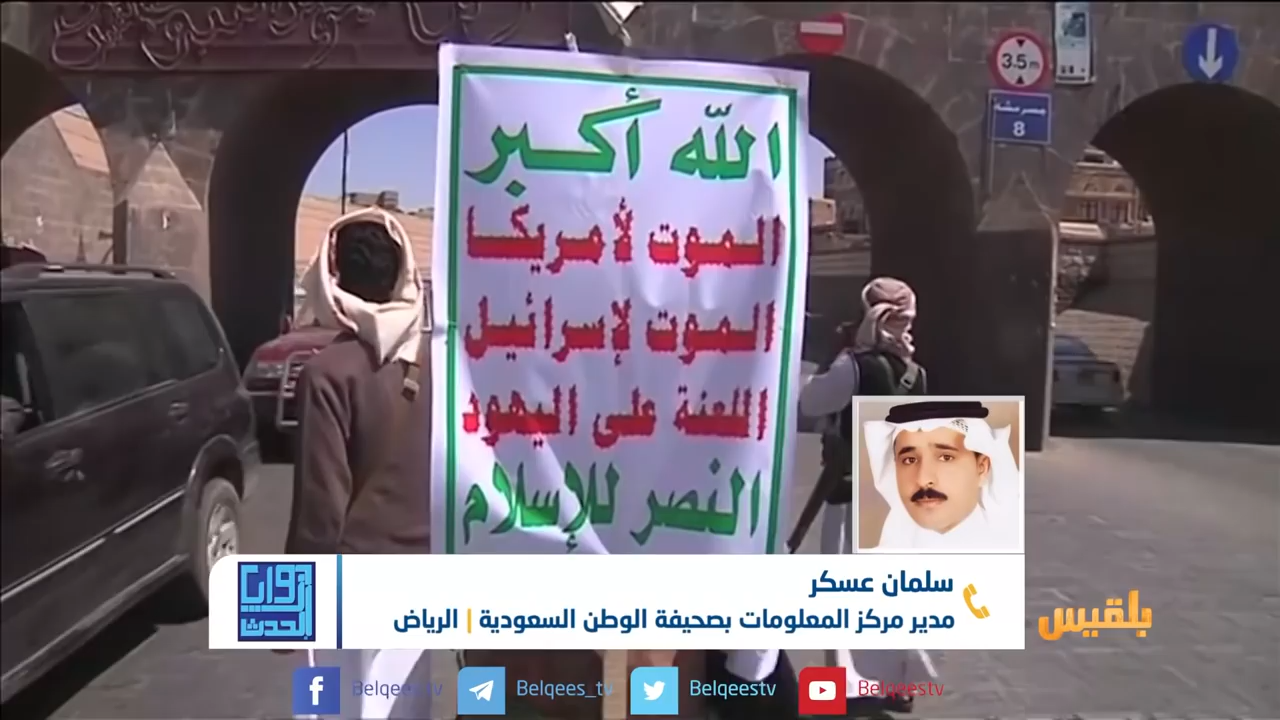 3.5m
8
الله أكبر
الموت لأمريكا
الموت لإسرائيل
اللعنة على اليهود
النصر للإسلام
سلمان عسكر
مدير مركز المعلومات بصحيفة الوطن السعودية | الرياض
بلقيس
زوايا الحدث
Belqeestv
Belqees_tv
Belqeestv
Belqeestv